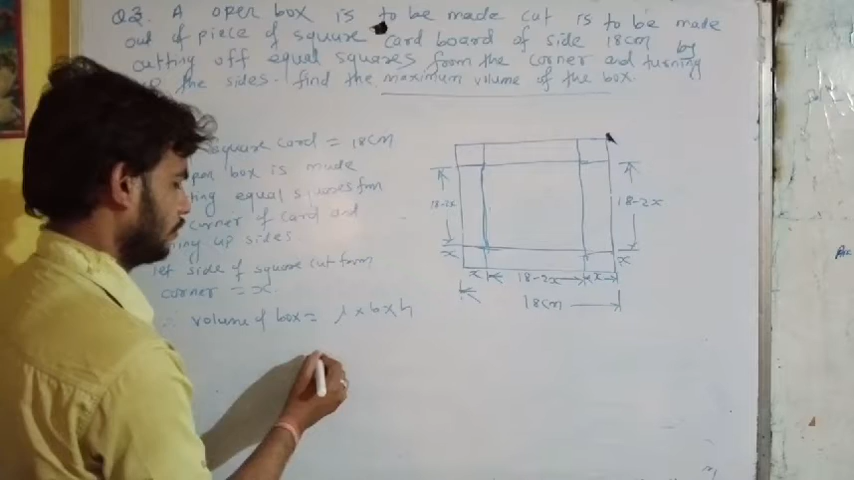 Q2. A open box is to be made cut is to be made
out of piece of square card board of side 18cm by
cutting off equal squares from the corner and turning
the sides. find the maximum volume of the box.
square card = 18cm
box is made
equal squares from
corner of card and
up sides
let side of square cut form
corner = x.
∴ volume of box = l x b x h
18-2x
18-2x
x
x
x
18-2x
x
18cm